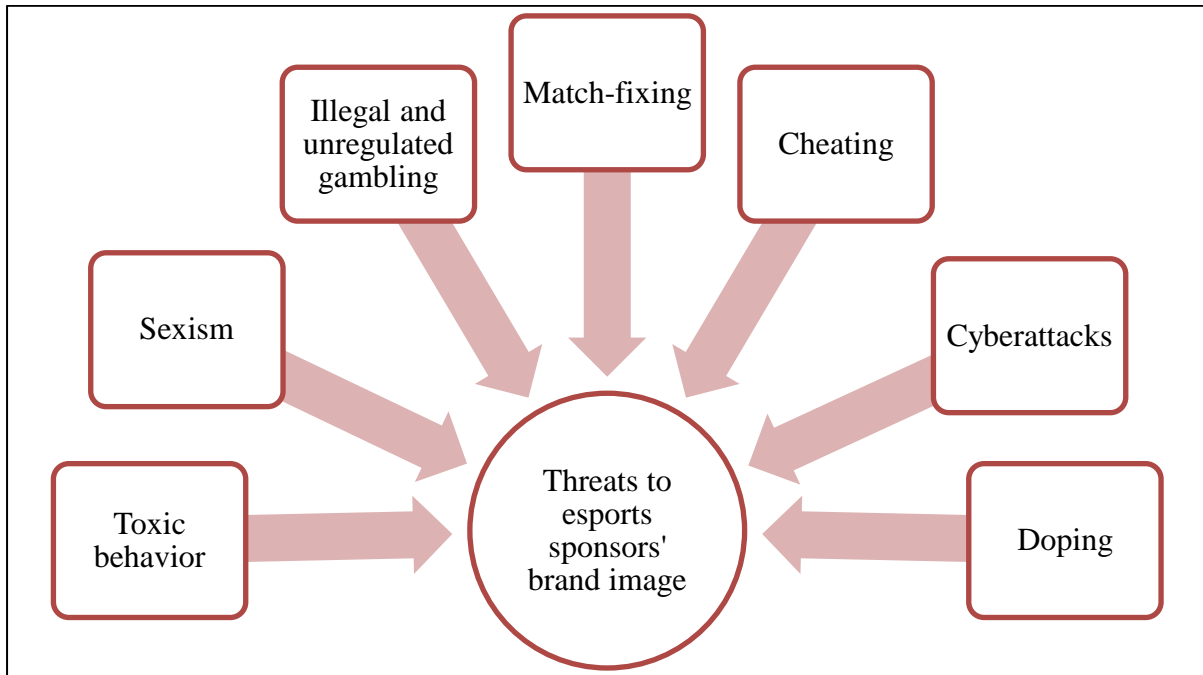 Match-fixing
Illegal and
unregulated
gambling
Cheating
Sexism
Cyberattacks
Toxic
behavior
Threats to
esports
sponsors'
brand image
Doping